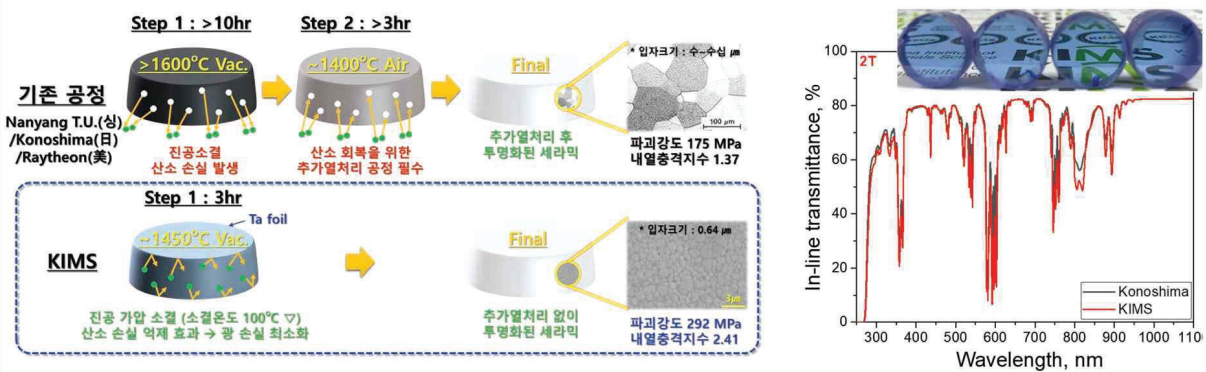 Step 1 : >10hr
Step 2 : >3hr
기존 공정
Nanyang T.U.(싱)
/Konoshima(日)
/Raytheon(美)
>1600℃ Vac.
~1400℃ Air
Final
* 입자크기 : 수~수십 ㎛
100 ㎛
진공소결
산소 손실 발생
산소 회복을 위한
추가열처리 공정 필수
추가열처리 후
투명화된 세라믹
파괴강도 175 MPa
내열충격지수 1.37
Step 1 : 3hr
Ta foil
KIMS
~1450℃ Vac.
Final
* 입자크기 : 0.64 ㎛
3㎛
진공 가압 소결 (소결온도 100℃ ▽)
산소 손실 억제 효과 → 광 손실 최소화
추가열처리 없이
투명화된 세라믹
파괴강도 292 MPa
내열충격지수 2.41
KIMS
2T
In-line transmittance, %
100
80
60
40
20
0
300 400 500 600 700 800 900 1000
Wavelength, nm
Konoshima
KIMS